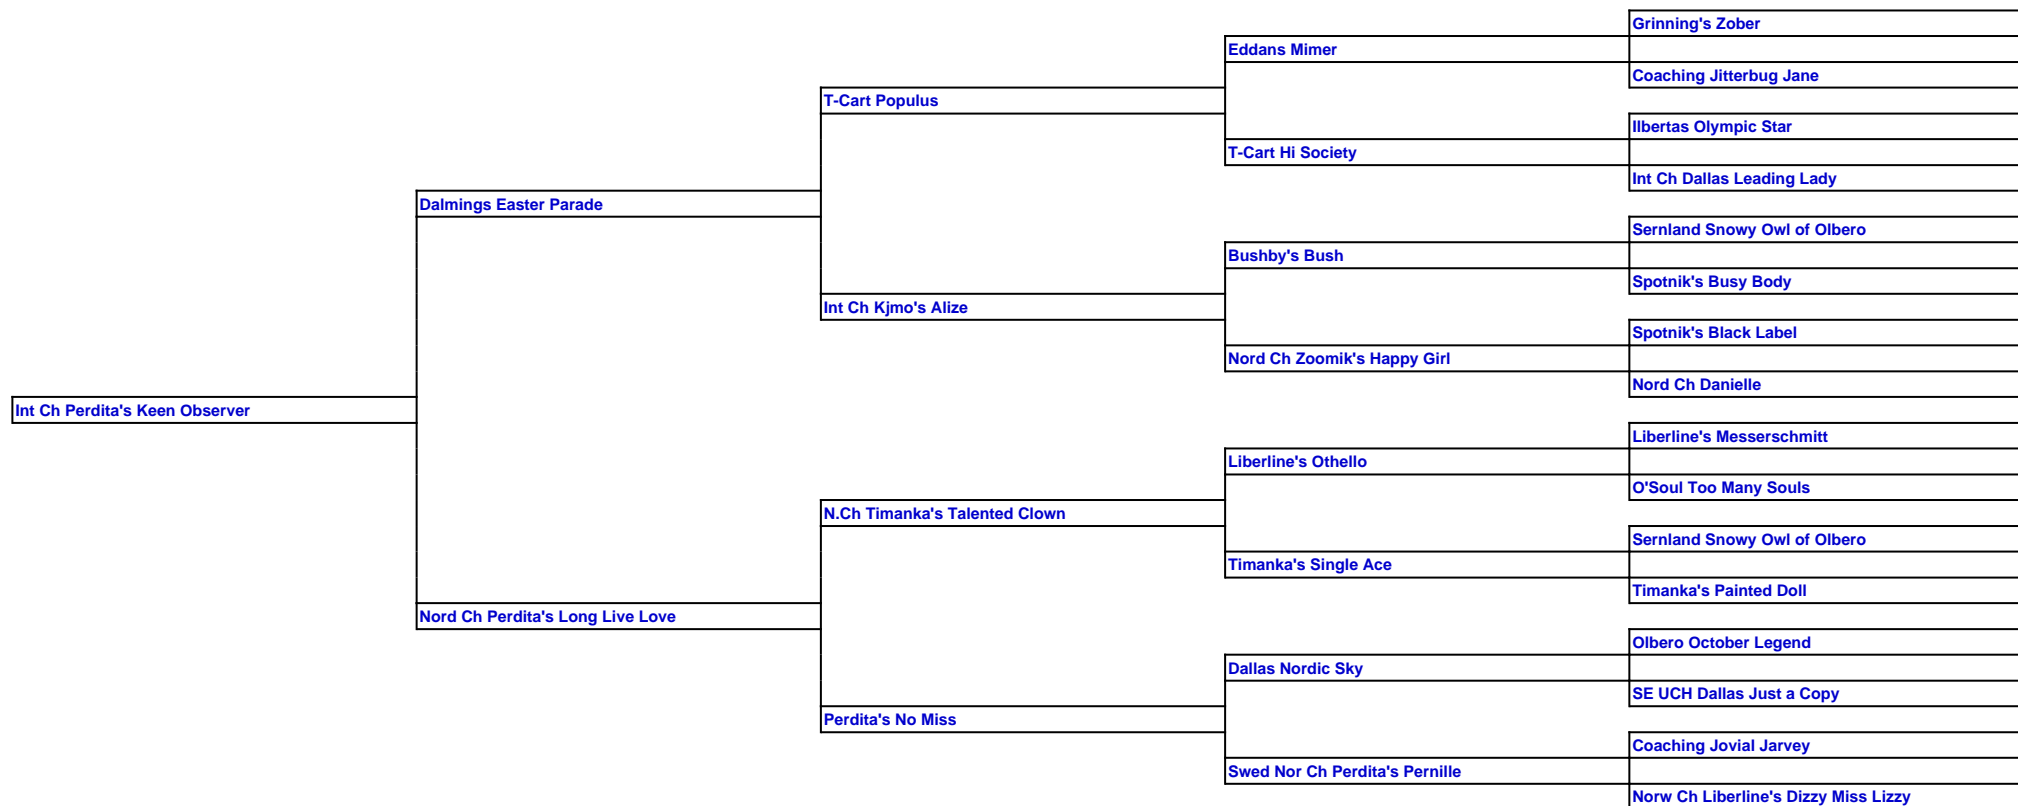 Grinning's Zober
Eddans Mimer
Coaching Jitterbug Jane
T-Cart Populus
Ilbertas Olympic Star
T-Cart Hi Society
Int Ch Dallas Leading Lady
Dalmings Easter Parade
Sernland Snowy Owl of Olbero
Bushby's Bush
Spotnik's Busy Body
Int Ch Kjmo's Alize
Spotnik's Black Label
Nord Ch Zoomik's Happy Girl
Nord Ch Danielle
Int Ch Perdita's Keen Observer
Liberline's Messerschmitt
Liberline's Othello
O'Soul Too Many Souls
N.Ch Timanka's Talented Clown
Sernland Snowy Owl of Olbero
Timanka's Single Ace
Timanka's Painted Doll
Nord Ch Perdita's Long Live Love
Olbero October Legend
Dallas Nordic Sky
SE UCH Dallas Just a Copy
Perdita's No Miss
Coaching Jovial Jarvey
Swed Nor Ch Perdita's Pernille
Norw Ch Liberline's Dizzy Miss Lizzy